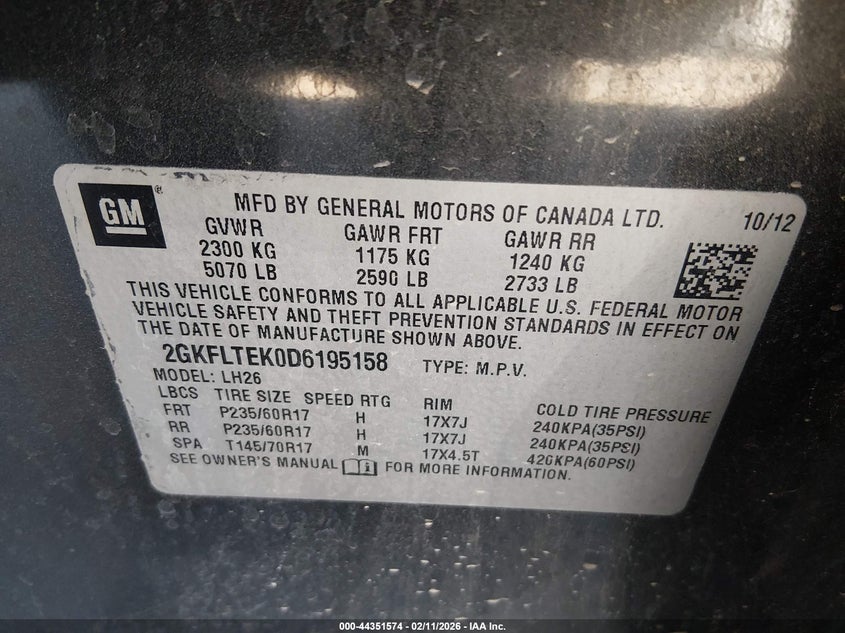 GM ®
MFD BY GENERAL MOTORS OF CANADA LTD. 10/12
GVWR GAWR FRT GAWR RR
2300 KG 1175 KG 1240 KG
5070 LB 2590 LB 2733 LB
THIS VEHICLE CONFORMS TO ALL APPLICABLE U.S. FEDERAL MOTOR
VEHICLE SAFETY AND THEFT PREVENTION STANDARDS IN EFFECT ON
THE DATE OF MANUFACTURE SHOWN ABOVE.
2GKFLTEK0D6195158 TYPE: M.P.V.
MODEL: LH26
LBCS TIRE SIZE SPEED RTG RIM COLD TIRE PRESSURE
FRT P235/60R17 H 17X7J 240KPA(35PSI)
RR P235/60R17 H 17X7J 240KPA(35PSI)
SPA T145/70R17 M 17X4.5T 420KPA(60PSI)
SEE OWNER'S MANUAL FOR MORE INFORMATION.
000-44351574 - 02/11/2026 - IAA Inc.